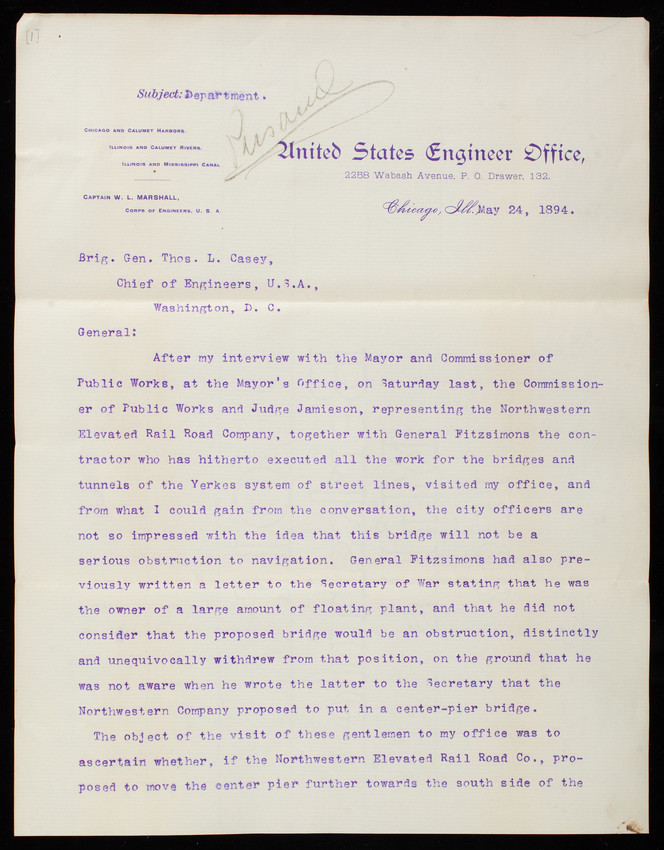 [1]
Subject: Department.
Personal
Chicago and Calumet Harbors.
Illinois and Calumet Rivers.
Illinois and Mississippi Canal
Captain W. L. Marshall,
Corps of Engineers, U. S. A.
United States Engineer Office,
2288 Wabash Avenue, P. O. Drawer, 132.
Chicago, Ill. May 24, 1894.
Brig. Gen. Thos. L. Casey,
Chief of Engineers, U.S.A.,
Washington, D. C.
General:
After my interview with the Mayor and Commissioner of
Public Works, at the Mayor's Office, on Saturday last, the Commission-
er of Public Works and Judge Jamieson, representing the Northwestern
Elevated Rail Road Company, together with General Fitzsimons the con-
tractor who has hitherto executed all the work for the bridges and
tunnels of the Yerkes system of street lines, visited my office, and
from what I could gain from the conversation, the city officers are
not so impressed with the idea that this bridge will not be a
serious obstruction to navigation. General Fitzsimons had also pre-
viously written a letter to the Secretary of War stating that he was
the owner of a large amount of floating plant, and that he did not
consider that the proposed bridge would be an obstruction, distinctly
and unequivocally withdrew from that position, on the ground that he
was not aware when he wrote the latter to the Secretary that the
Northwestern Company proposed to put in a center-pier bridge.
The object of the visit of these gentlemen to my office was to
ascertain whether, if the Northwestern Elevated Rail Road Co., pro-
posed to move the center pier further towards the south side of the